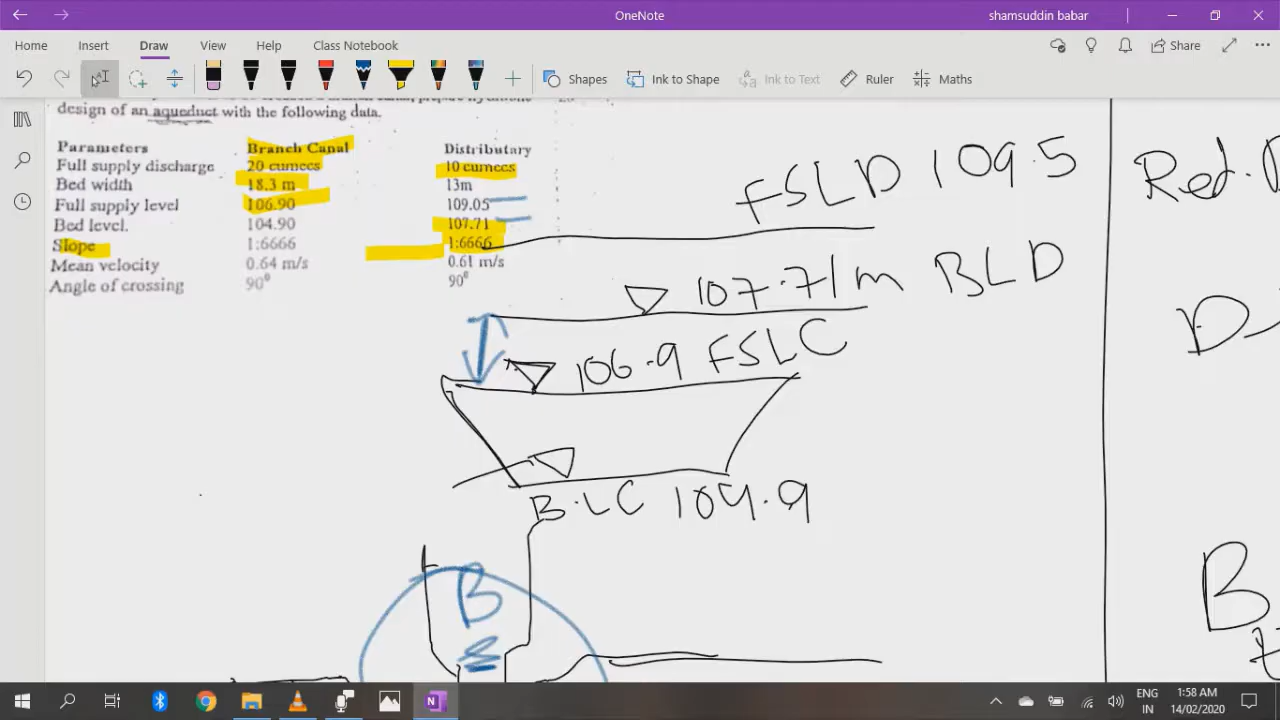 OneNote
shamsuddin babar
Home Insert Draw View Help Class Notebook
Share
Shapes Ink to Shape Ink to Text Ruler Maths
design of an aqueduct with the following data.
Parameters Branch Canal Distributary
Full supply discharge 20 cumecs 10 cumecs
Bed width 18.3 m 13m
Full supply level 106.90 109.05
Bed level. 104.90 107.71
Slope 1:6666 1:6666
Mean velocity 0.64 m/s 0.61 m/s
Angle of crossing 90° 90°
FSLD 109.5
107.71m BLD
106.9 FSLC
B.LC 104.9
B
Red.
D
B
ENG
IN
1:58 AM
14/02/2020